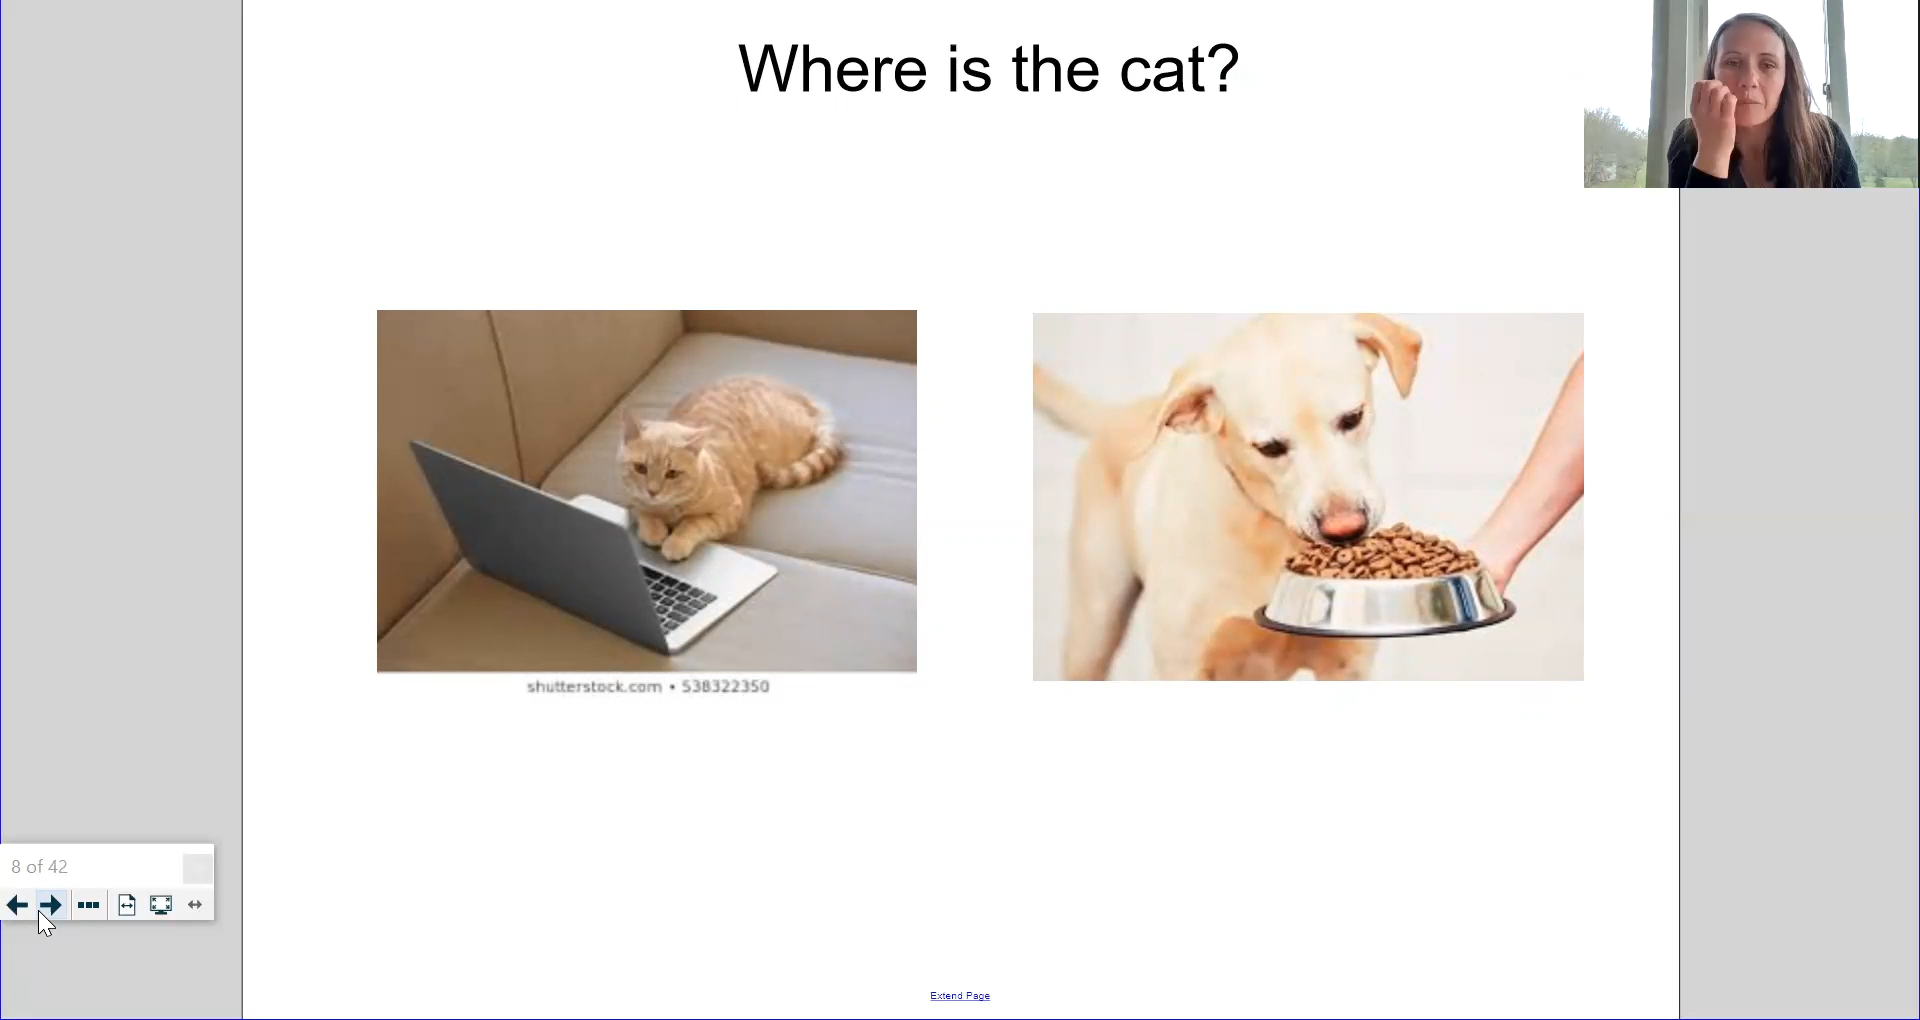 Where is the cat?
shutterstock.com • 538322350
8 of 42
Extend Page